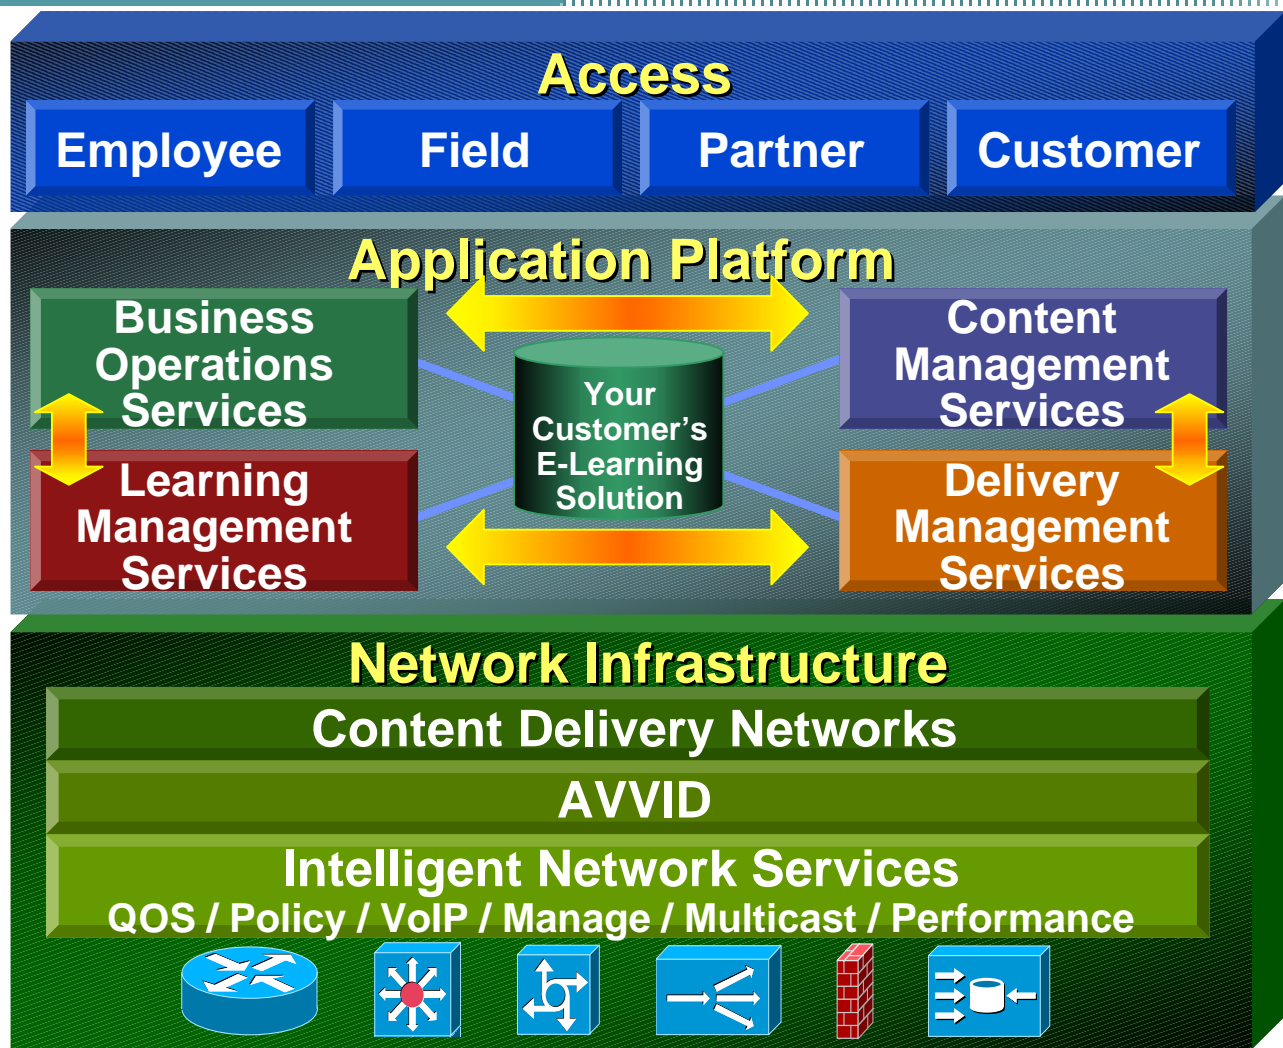 Access
Employee
Field
Partner
Customer
Application Platform
Business
Operations
Services
Content
Management
Services
Your
Customer’s
E-Learning
Solution
Learning
Management
Services
Delivery
Management
Services
Network Infrastructure
Content Delivery Networks
AVVID
Intelligent Network Services
QOS / Policy / VoIP / Manage / Multicast / Performance